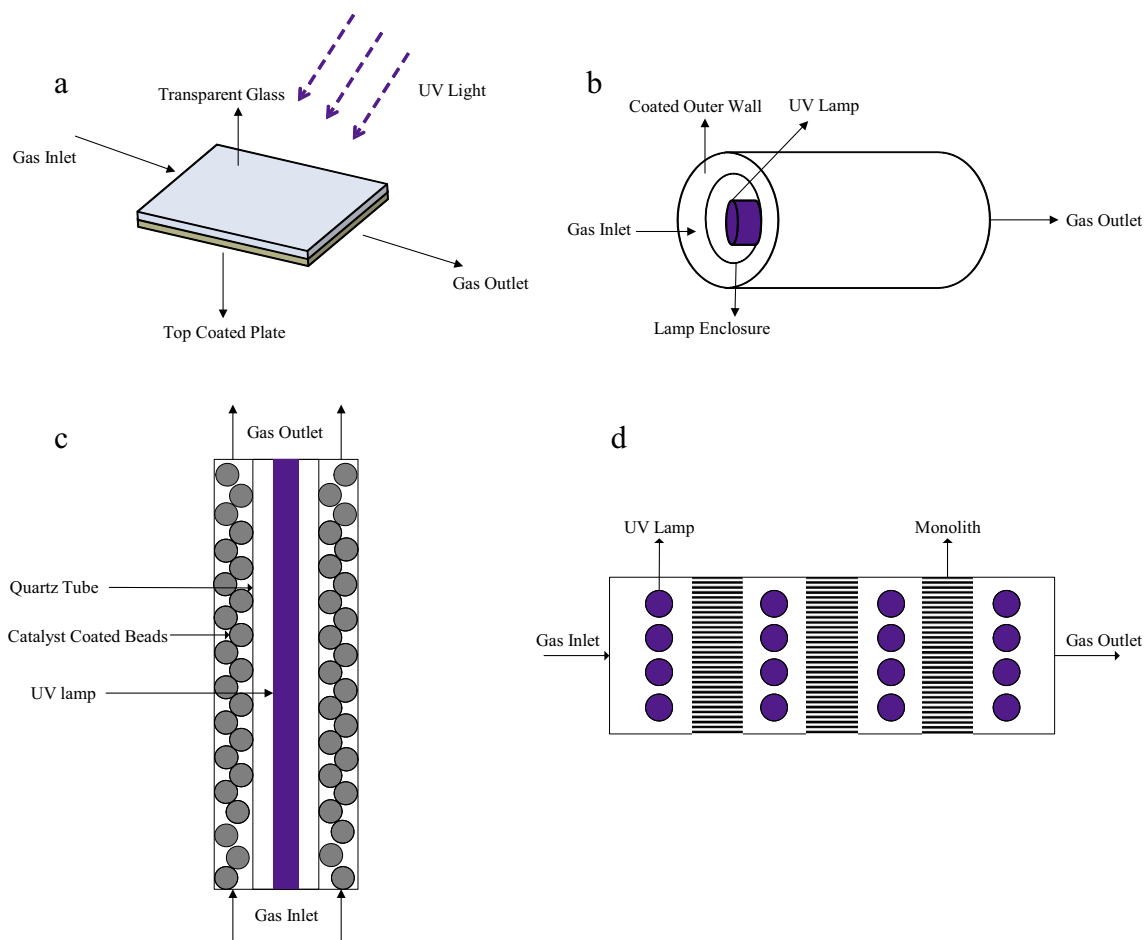 a
UV Light
Transparent Glass
Gas Inlet
Gas Outlet
Top Coated Plate
b
Coated Outer Wall
UV Lamp
Gas Inlet
Gas Outlet
Lamp Enclosure
c
Gas Outlet
Quartz Tube
Catalyst Coated Beads
UV lamp
Gas Inlet
d
UV Lamp
Monolith
Gas Inlet
Gas Outlet